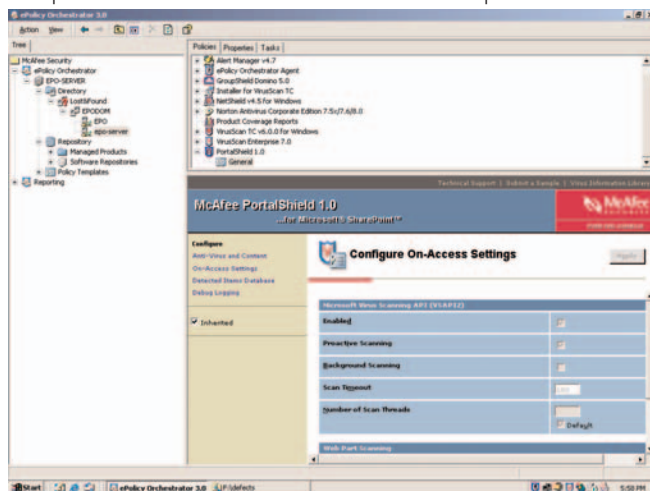 ePolicy Orchestrator 3.0
Action View
Tree
Policies Properties Tasks
McAfee Security
ePolicy Orchestrator
EPO-SERVER
Directory
Lost&Found
EPODOM
EPO
epo-server
Repository
Managed Products
Software Repositories
Policy Templates
Reporting
Alert Manager v4.7
ePolicy Orchestrator Agent
GroupShield Domino 5.0
Installer for VirusScan TC
NetShield v4.5 for Windows
Norton Antivirus Corporate Edition 7.5x/7.6/8.0
Product Coverage Reports
VirusScan TC v6.0.0 for Windows
VirusScan Enterprise 7.0
PortalShield 1.0
General
Technical Support | Submit a Sample | Virus Information Library
McAfee PortalShield 1.0
...for Microsoft® SharePoint™
McAfee
SECURITY
Configure
Anti-Virus and Content
On-Access Settings
Detected Items Database
Debug Logging
Inherited
Configure On-Access Settings
Apply
Microsoft Virus Scanning API2 (VSAPI2)
Enabled
Proactive Scanning
Background Scanning
Scan Timeout
Number of Scan Threads
Default
Web Part Scanning
Start
ePolicy Orchestrator 3.0
F:\defects
5:50 PM